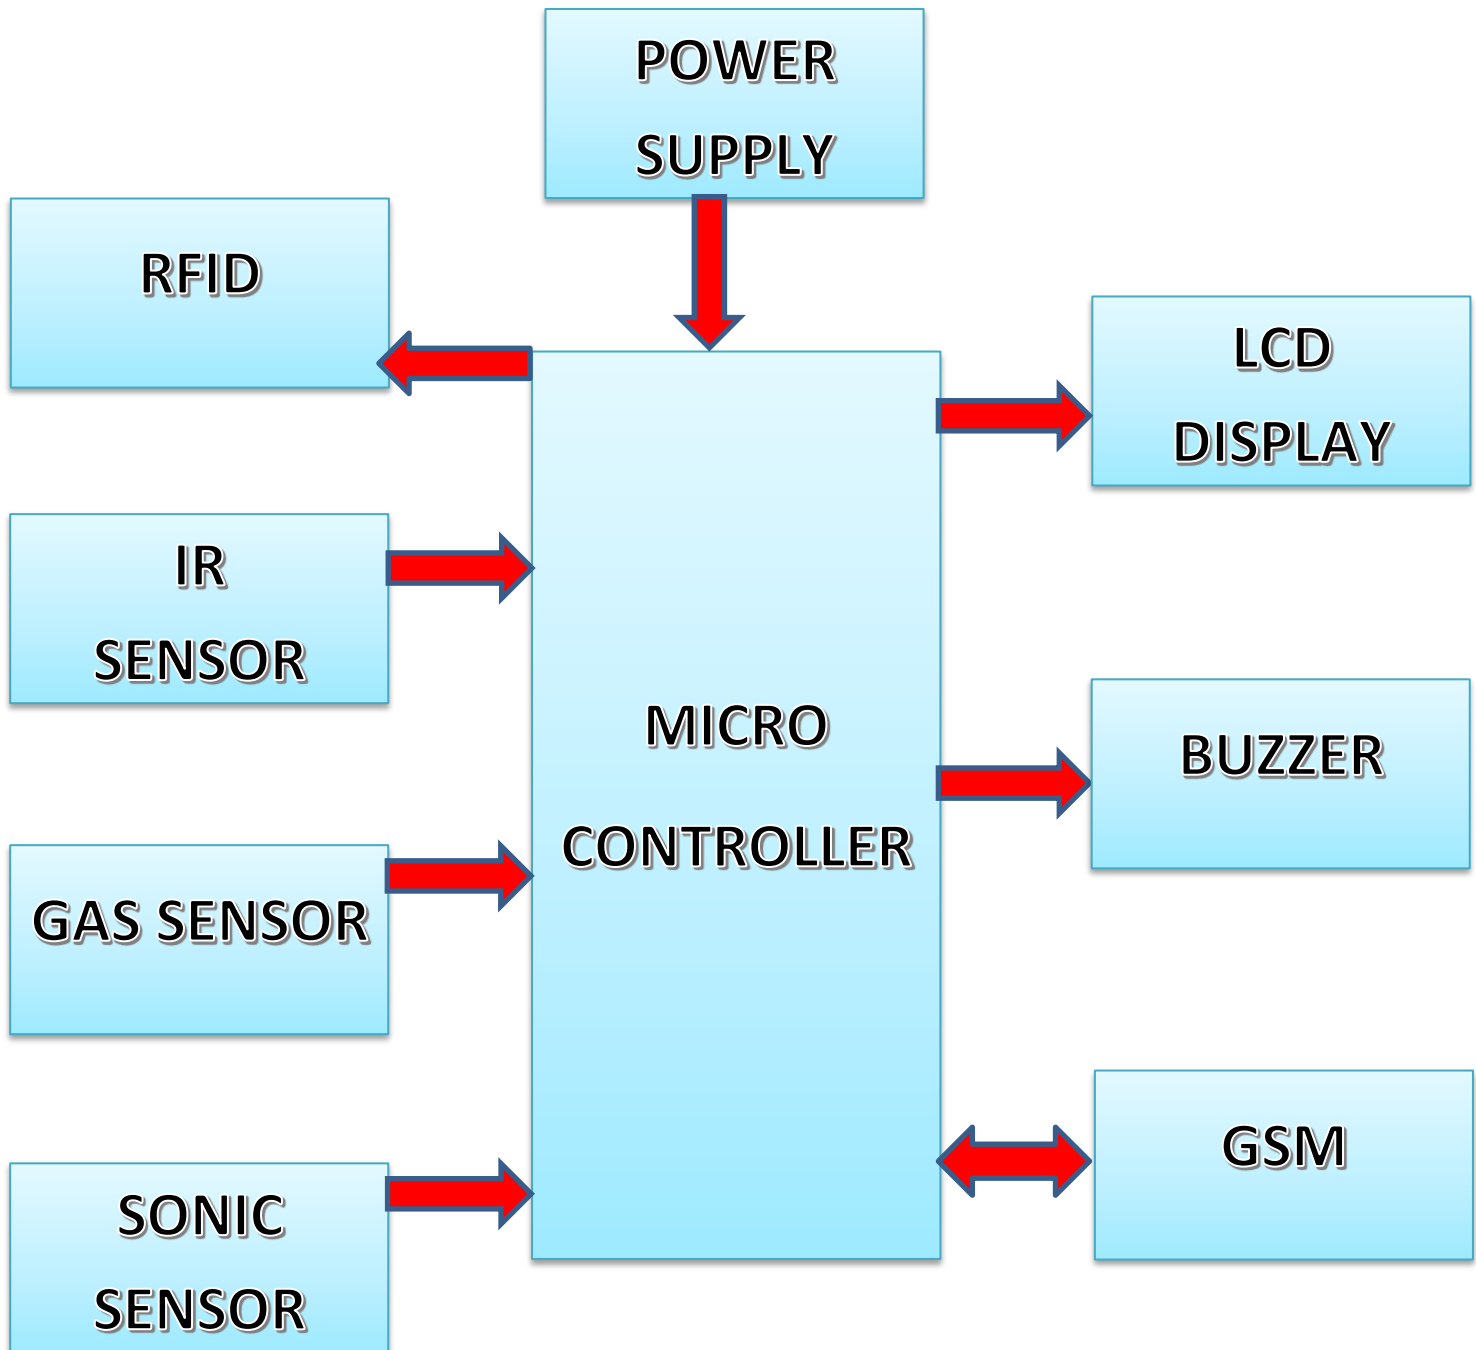 POWER
SUPPLY
RFID
LCD
DISPLAY
IR
SENSOR
MICRO
CONTROLLER
BUZZER
GAS SENSOR
GSM
SONIC
SENSOR